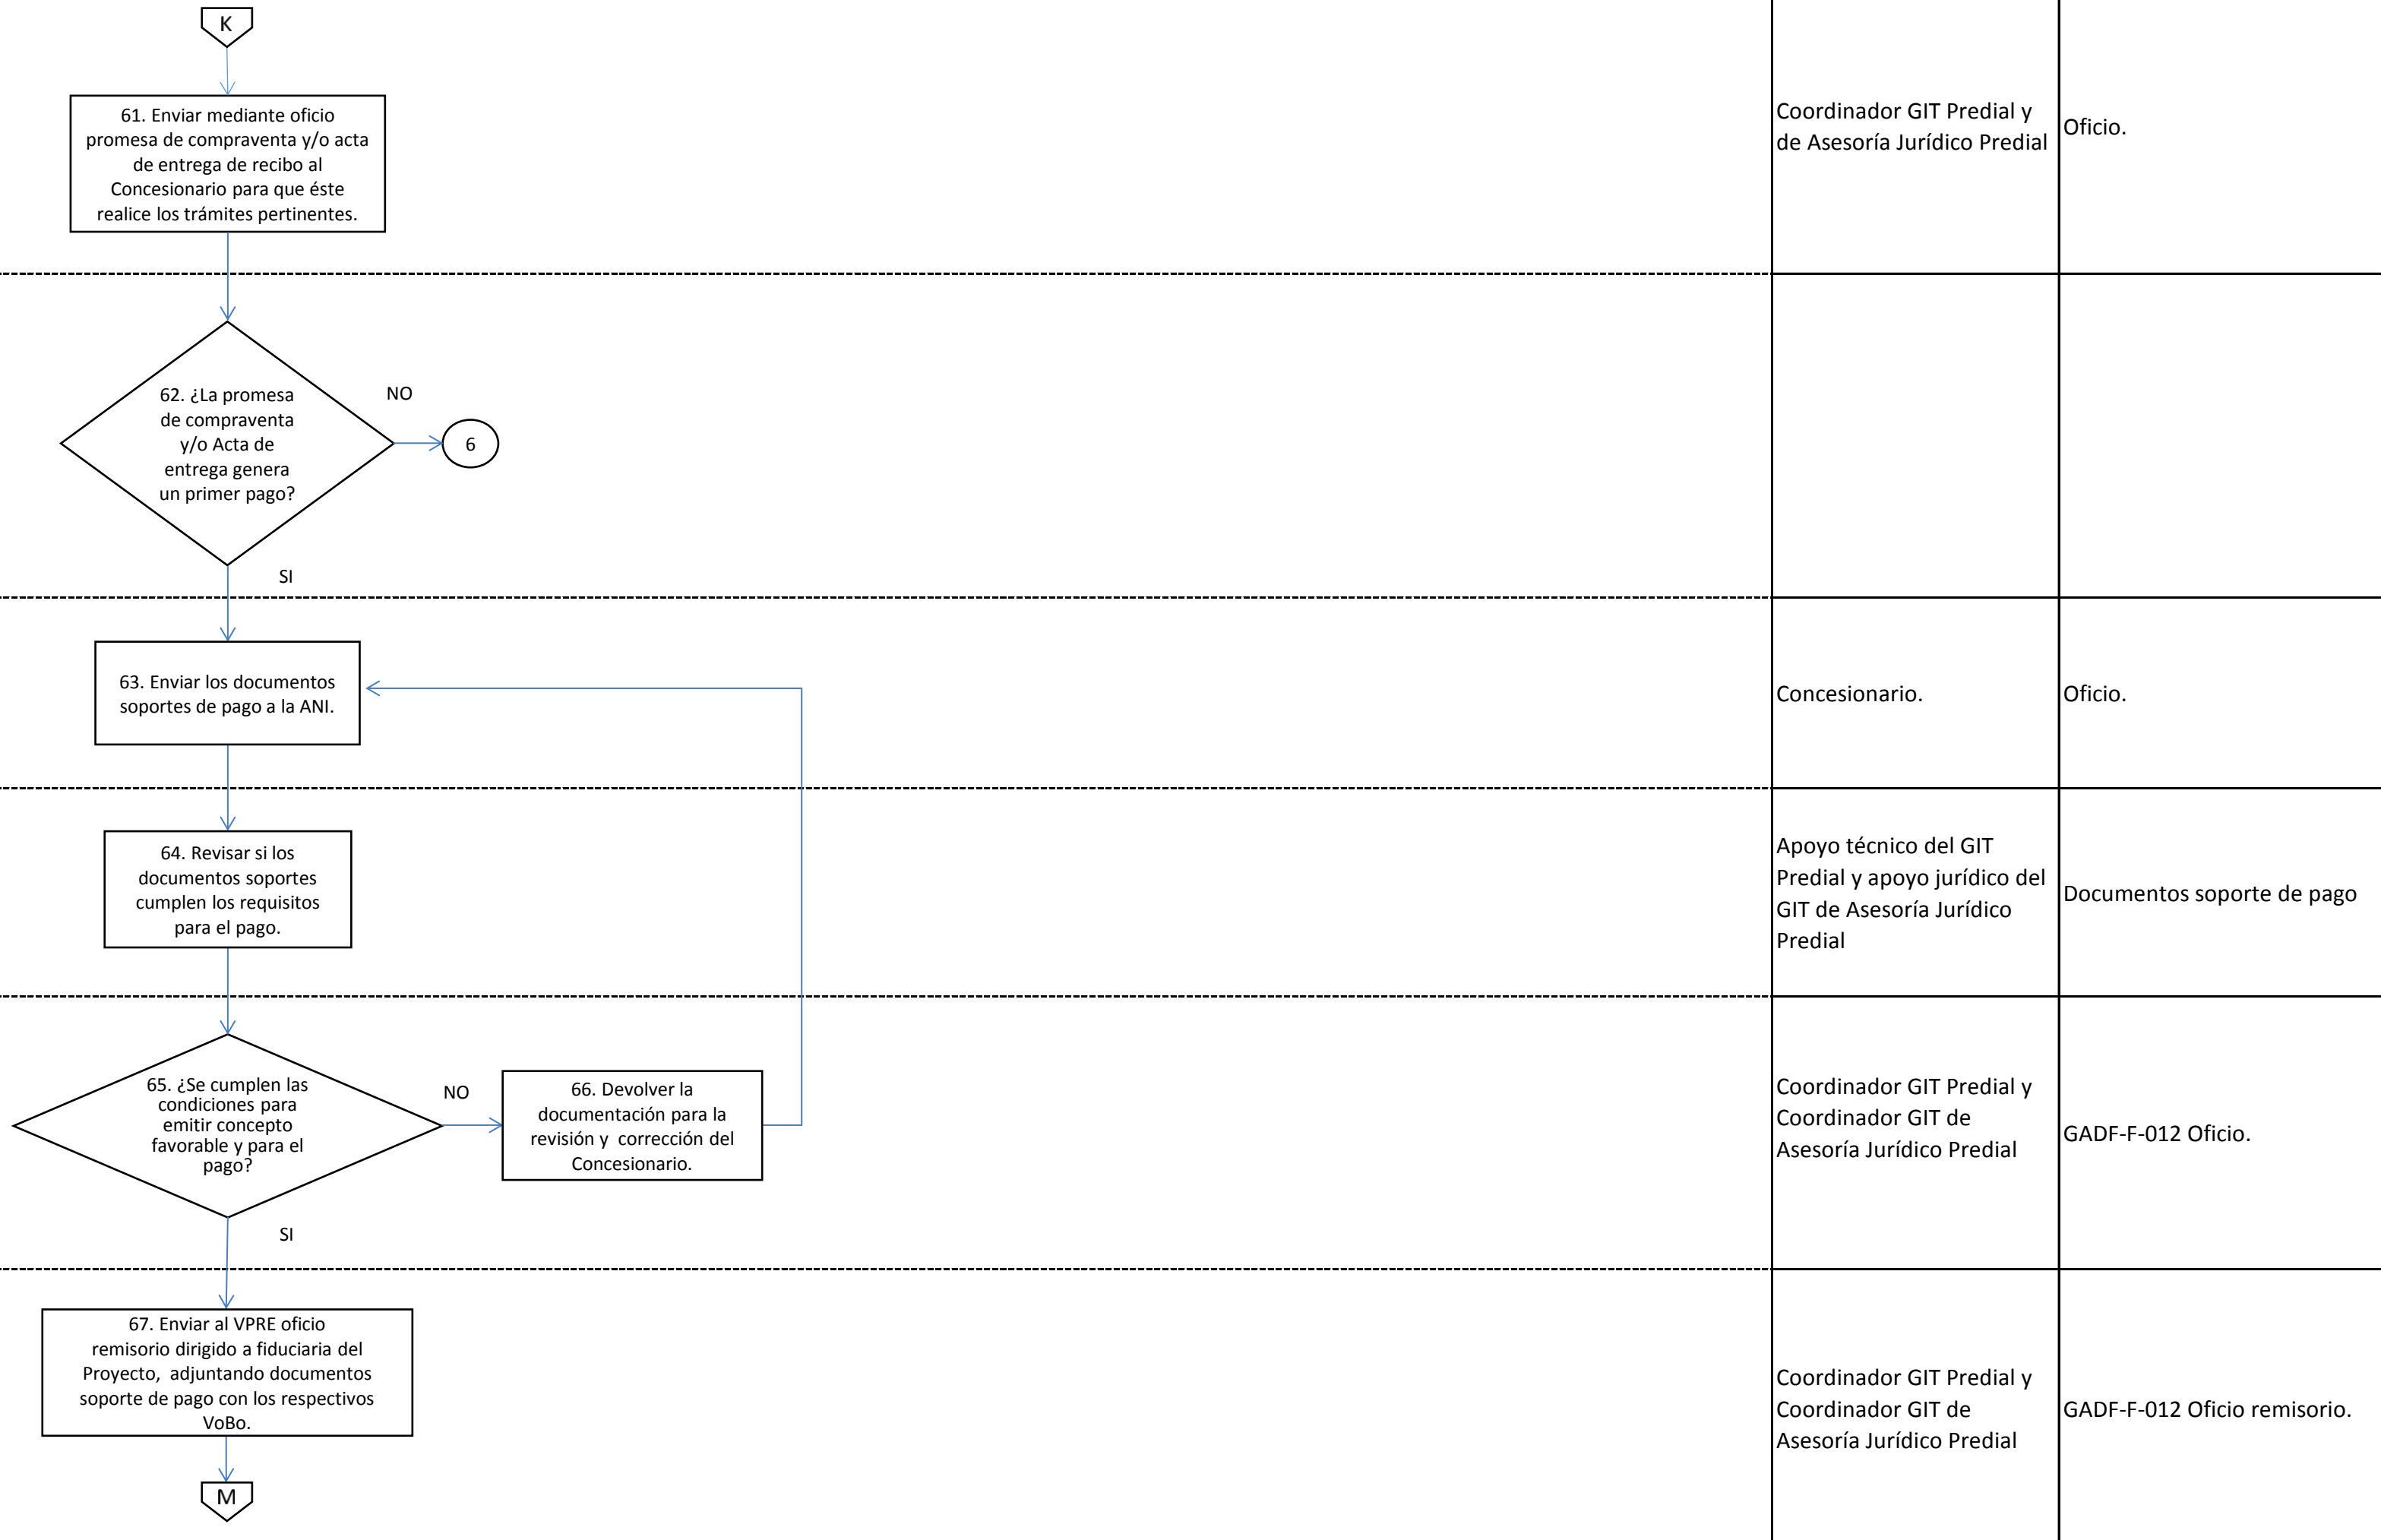 K
61. Enviar mediante oficio
promesa de compraventa y/o acta
de entrega de recibo al
Concesionario para que éste
realice los trámites pertinentes.
Coordinador GIT Predial y
de Asesoría Jurídico Predial
Oficio.
62. ¿La promesa
de compraventa
y/o Acta de
entrega genera
un primer pago?
NO
6
SI
63. Enviar los documentos
soportes de pago a la ANI.
Concesionario.
Oficio.
64. Revisar si los
documentos soportes
cumplen los requisitos
para el pago.
Apoyo técnico del GIT
Predial y apoyo jurídico del
GIT de Asesoría Jurídico
Predial
Documentos soporte de pago
65. ¿Se cumplen las
condiciones para
emitir concepto
favorable y para el
pago?
NO
66. Devolver la
documentación para la
revisión y  corrección del
Concesionario.
SI
Coordinador GIT Predial y
Coordinador GIT de
Asesoría Jurídico Predial
GADF-F-012 Oficio.
67. Enviar al VPRE oficio
remisorio dirigido a fiduciaria del
Proyecto,  adjuntando documentos
soporte de pago con los respectivos
VoBo.
Coordinador GIT Predial y
Coordinador GIT de
Asesoría Jurídico Predial
GADF-F-012 Oficio remisorio.
M